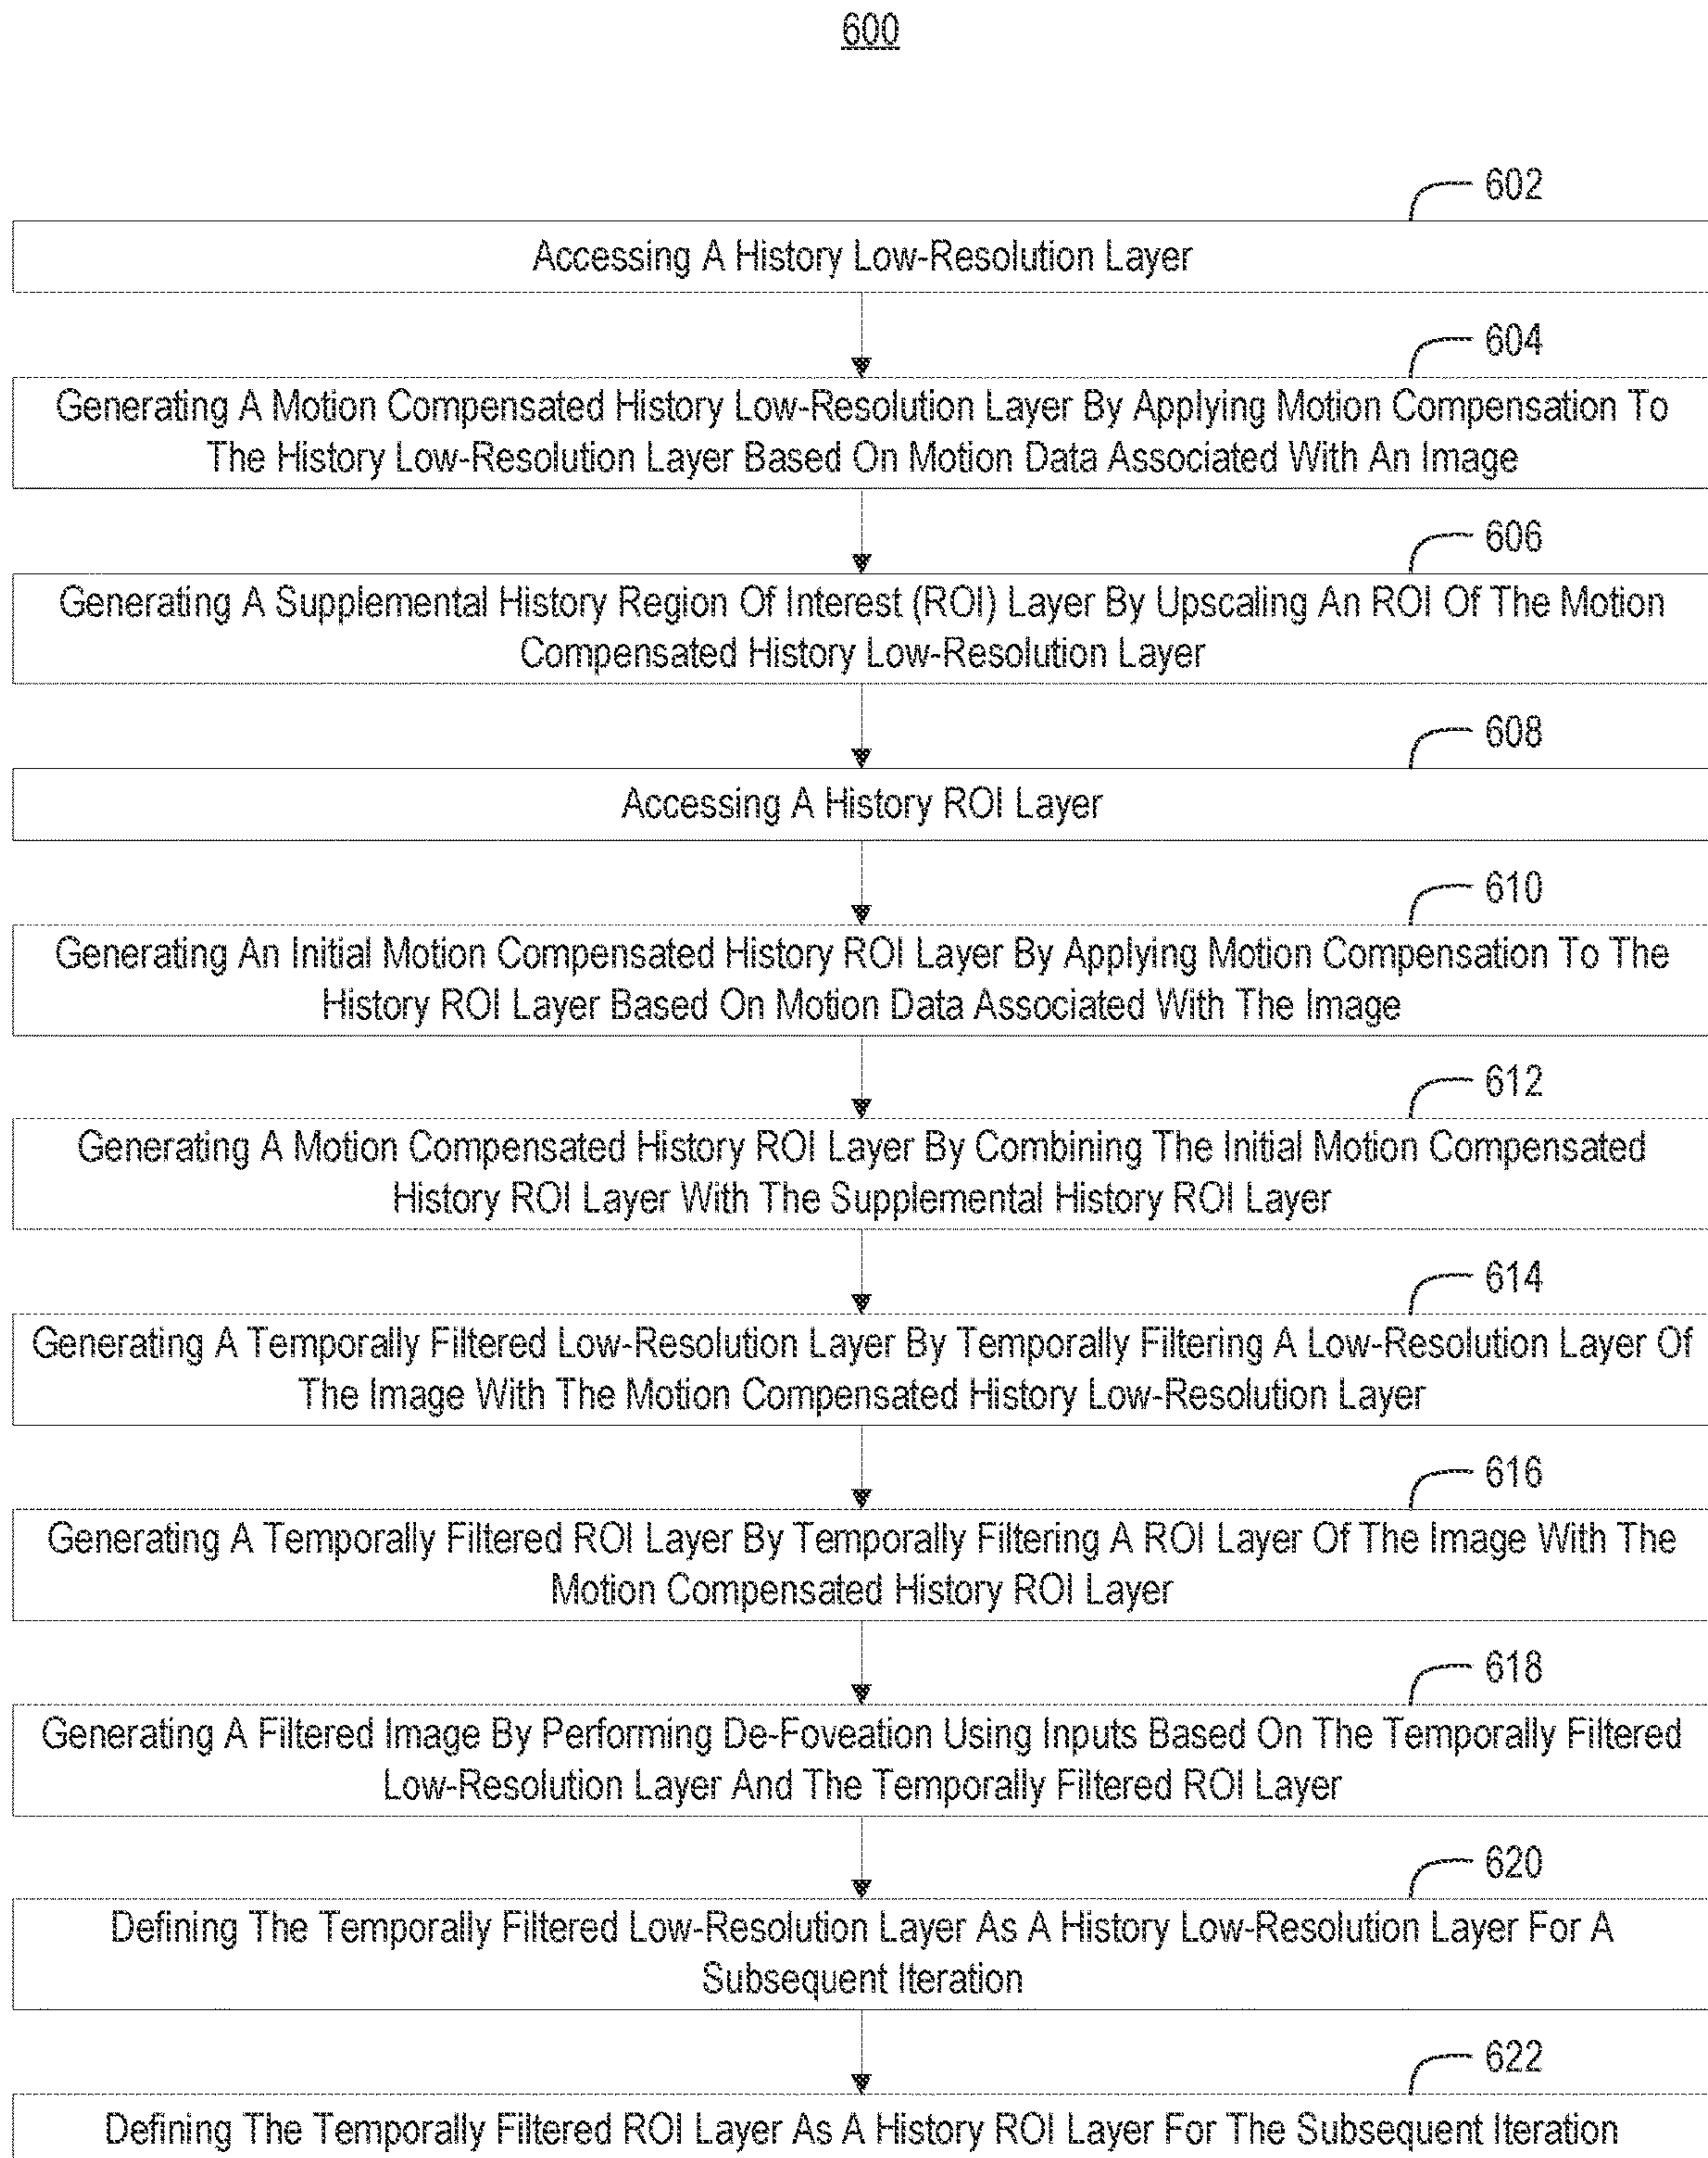 600
602
Accessing A History Low-Resolution Layer
604
Generating A Motion Compensated History Low-Resolution Layer By Applying Motion Compensation To
The History Low-Resolution Layer Based On Motion Data Associated With An Image
606
Generating A Supplemental History Region Of Interest (ROI) Layer By Upscaling An ROI Of The Motion
Compensated History Low-Resolution Layer
608
Accessing A History ROI Layer
610
Generating An Initial Motion Compensated History ROI Layer By Applying Motion Compensation To The
History ROI Layer Based On Motion Data Associated With The Image
612
Generating A Motion Compensated History ROI Layer By Combining The Initial Motion Compensated
History ROI Layer With The Supplemental History ROI Layer
614
Generating A Temporally Filtered Low-Resolution Layer By Temporally Filtering A Low-Resolution Layer Of
The Image With The Motion Compensated History Low-Resolution Layer
616
Generating A Temporally Filtered ROI Layer By Temporally Filtering A ROI Layer Of The Image With The
Motion Compensated History ROI Layer
618
Generating A Filtered Image By Performing De-Foveation Using Inputs Based On The Temporally Filtered
Low-Resolution Layer And The Temporally Filtered ROI Layer
620
Defining The Temporally Filtered Low-Resolution Layer As A History Low-Resolution Layer For A
Subsequent Iteration
622
Defining The Temporally Filtered ROI Layer As A History ROI Layer For The Subsequent Iteration